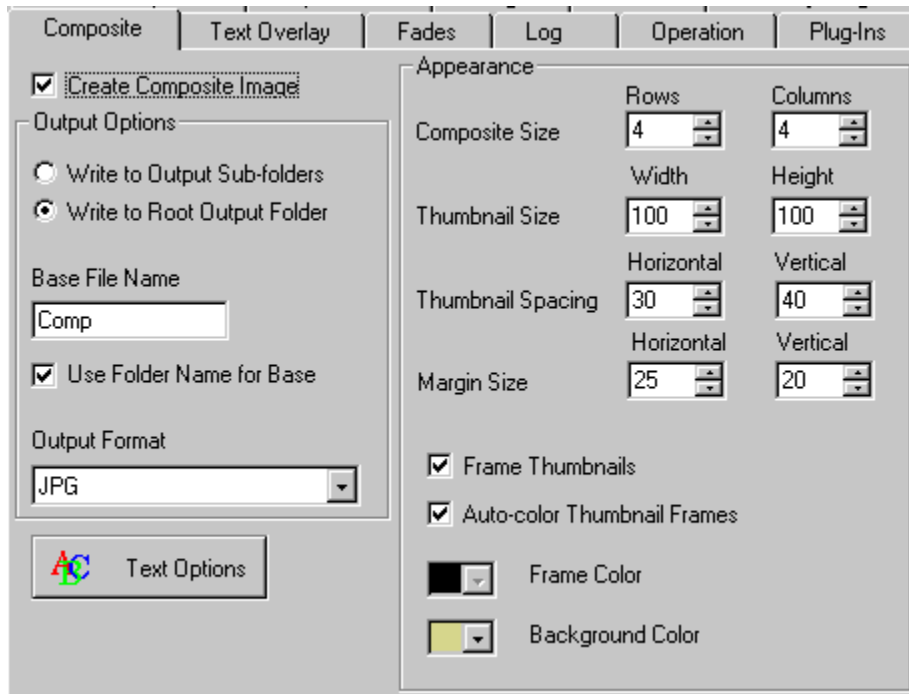 Composite Text Overlay Fades Log Operation Plug-Ins
Create Composite Image
Output Options
Write to Output Sub-folders
Write to Root Output Folder
Base File Name
Comp
Use Folder Name for Base
Output Format
JPG
ABC Text Options
Appearance
Rows Columns
Composite Size 4 4
Width Height
Thumbnail Size 100 100
Horizontal Vertical
Thumbnail Spacing 30 40
Horizontal Vertical
Margin Size 25 20
Frame Thumbnails
Auto-color Thumbnail Frames
Frame Color
Background Color